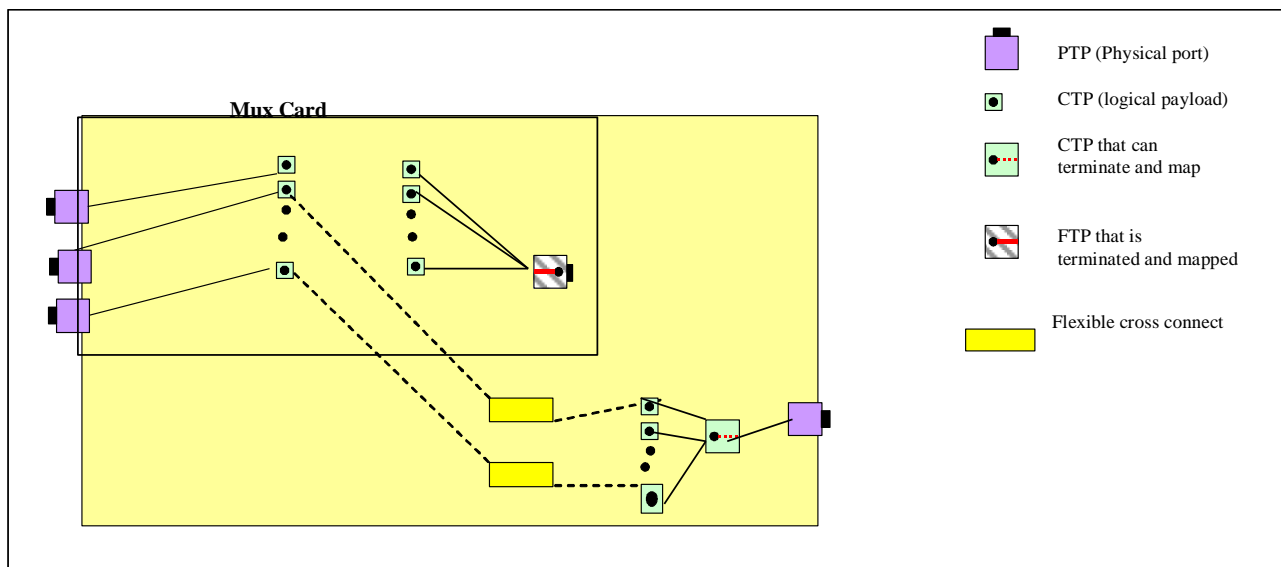 Mux Card
PTP (Physical port)
CTP (logical payload)
CTP that can
terminate and map
FTP that is
terminated and mapped
Flexible cross connect